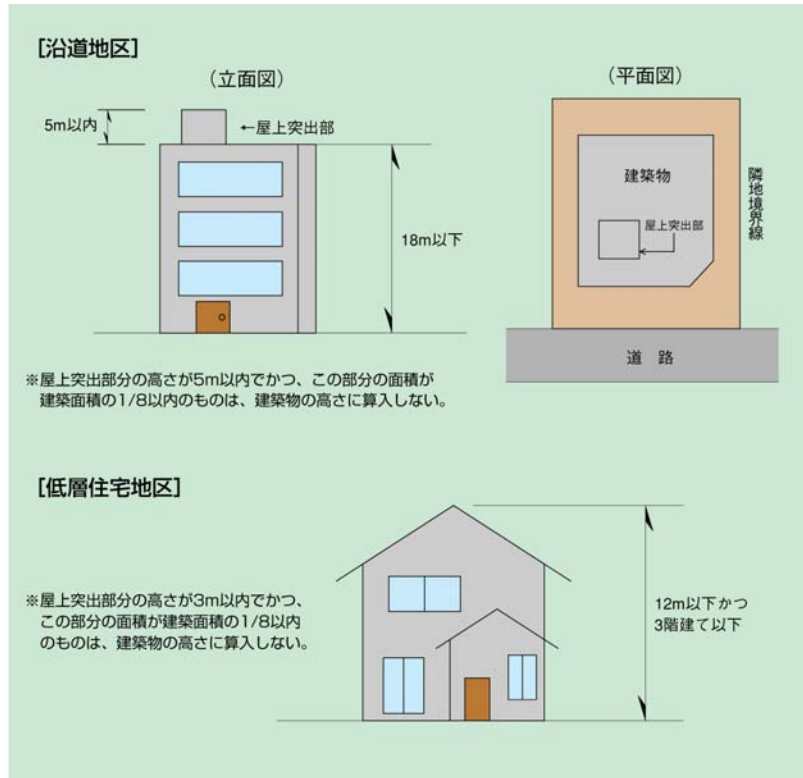 [沿道地区]
(立面図)
(平面図)
5m以内
←屋上突出部
18m以下
建築物
屋上突出部
隣地境界線
道 路
※屋上突出部分の高さが5m以内でかつ、この部分の面積が
建築面積の1/8以内のものは、建築物の高さに算入しない。
[低層住宅地区]
※屋上突出部分の高さが3m以内でかつ、
この部分の面積が建築面積の1/8以内
のものは、建築物の高さに算入しない。
12m以下かつ
3階建て以下